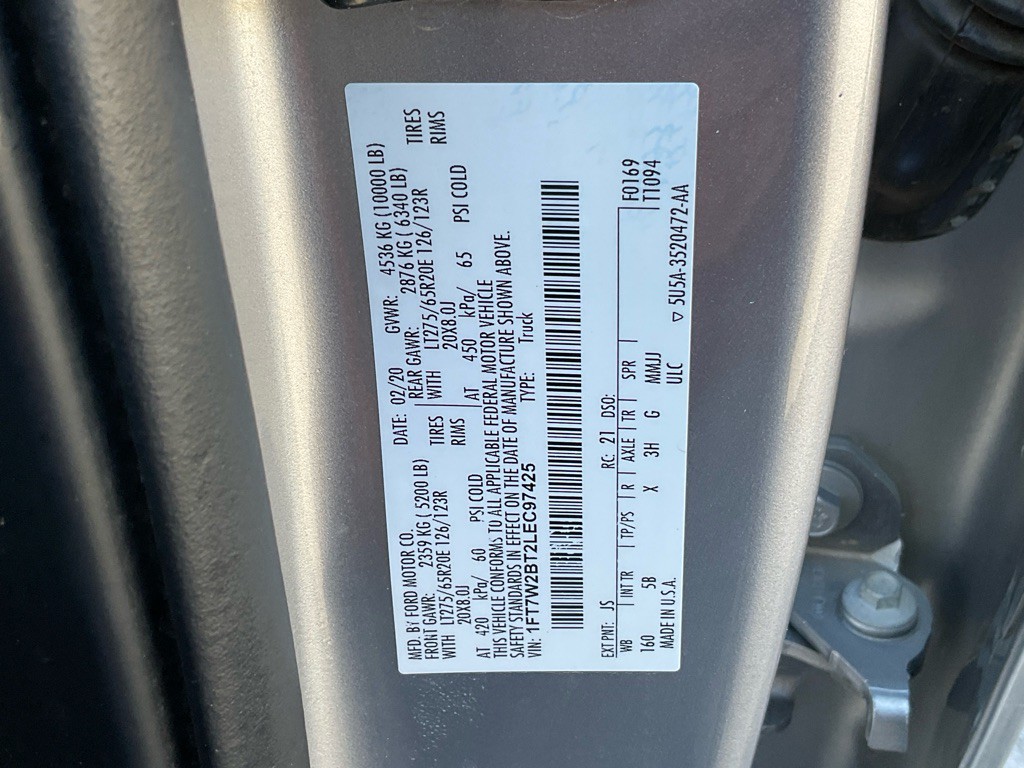 MFD. BY FORD MOTOR CO. DATE: 02/20 GVWR: 4536 KG (10000 LB)
FRONT GAWR: 2359 KG ( 5200 LB) REAR GAWR: 2876 KG ( 6340 LB)
WITH LT275/65R20E 126/123R TIRES WITH LT275/65R20E 126/123R TIRES
20X8.0J RIMS 20X8.0J RIMS
AT 420 kPa/ 60 PSI COLD AT 450 kPa/ 65 PSI COLD
THIS VEHICLE CONFORMS TO ALL APPLICABLE FEDERAL MOTOR VEHICLE
SAFETY STANDARDS IN EFFECT ON THE DATE OF MANUFACTURE SHOWN ABOVE.
VIN: 1FT7W2BT2LEC97425 TYPE: Truck
EXT PNT: JS RC: 21 DSO: F0169
WB INT TR TP/PS R AXLE TR SPR T1094
160 5B X 3H G MMJJ
MADE IN U.S.A. ULC ▽ 5U5A-3520472-AA